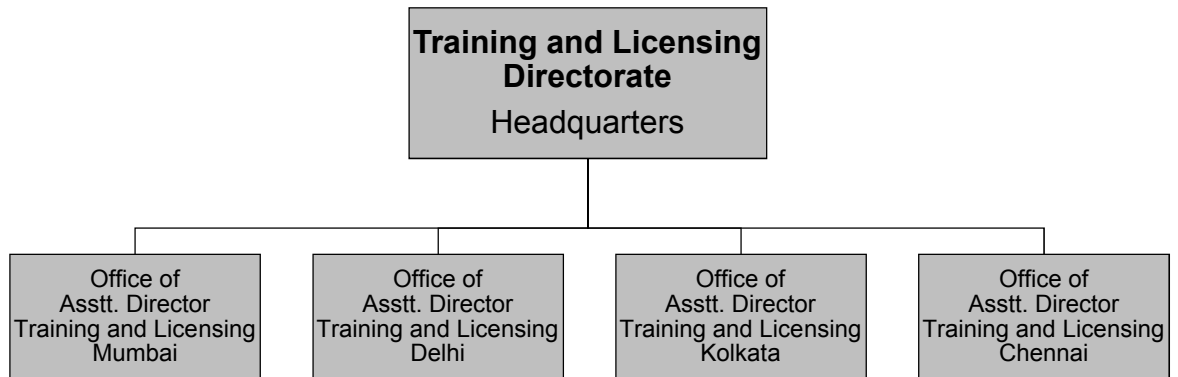 Training and Licensing
Directorate
Headquarters
Office of
Asstt. Director
Training and Licensing
Mumbai
Office of
Asstt. Director
Training and Licensing
Delhi
Office of
Asstt. Director
Training and Licensing
Kolkata
Office of
Asstt. Director
Training and Licensing
Chennai